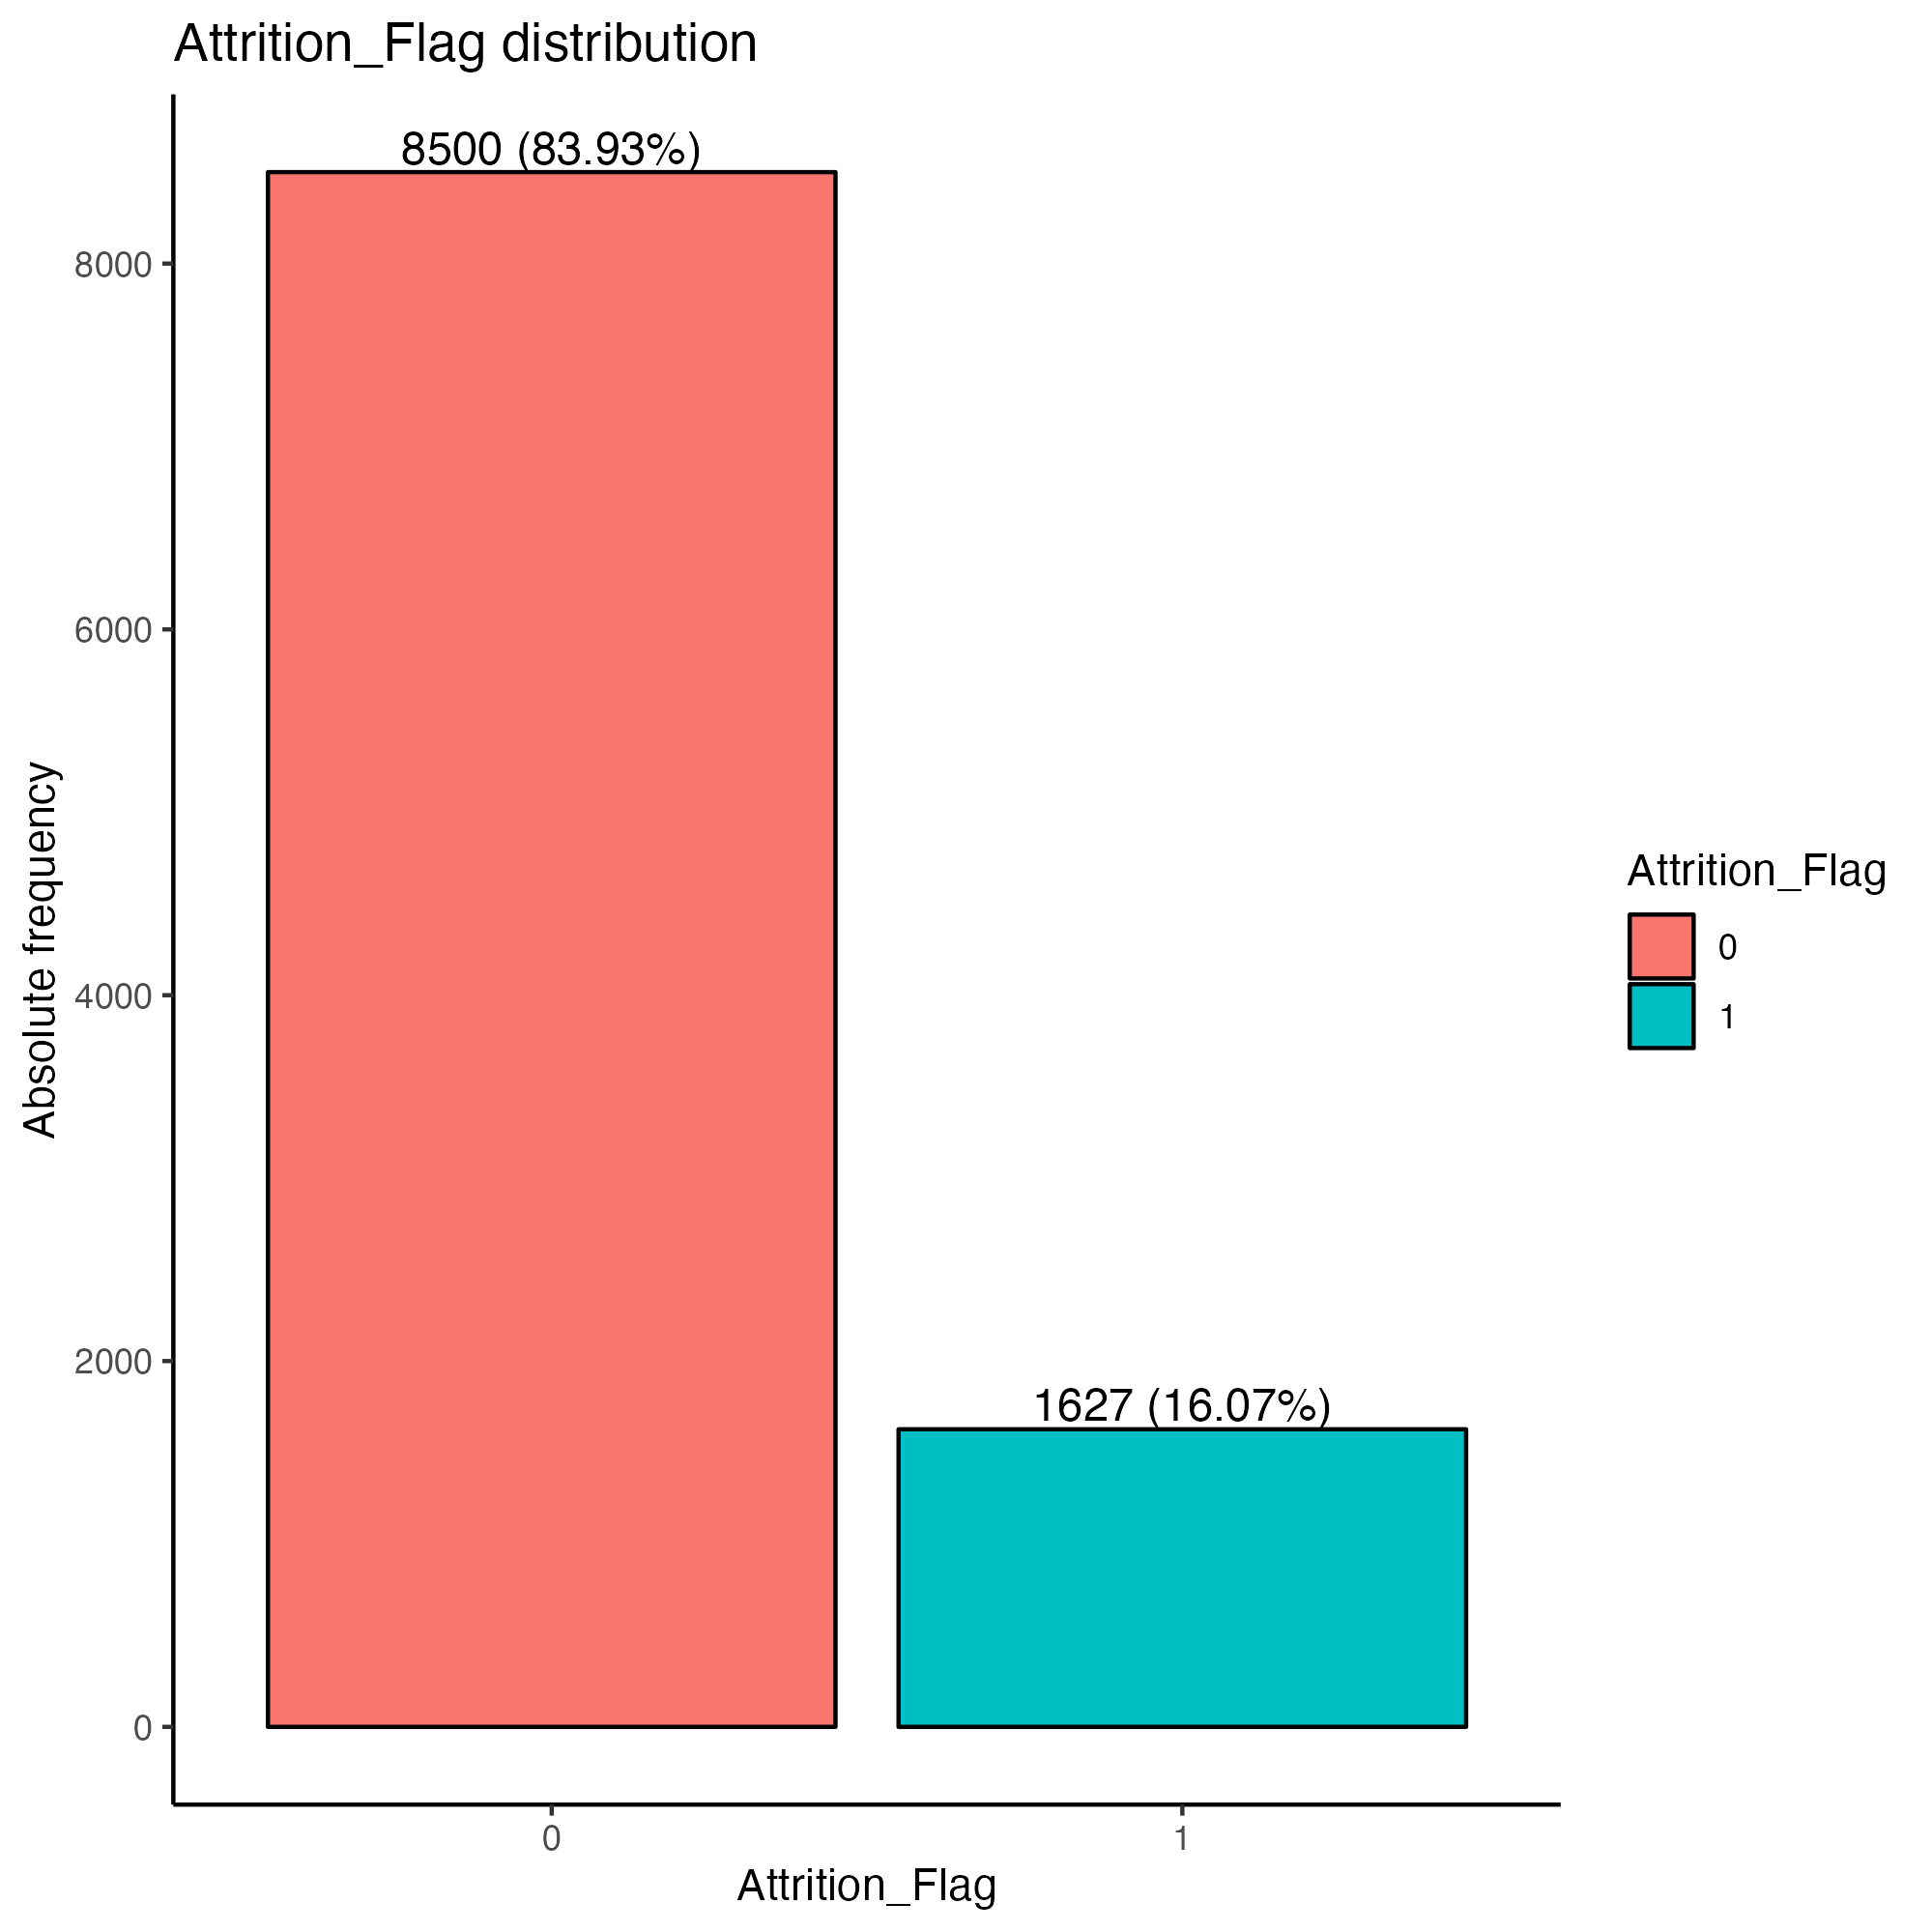 Attrition_Flag distribution
8500 (83.93%)
8000
6000
4000
2000
0
Absolute frequency
1627 (16.07%)
0
1
Attrition_Flag
Attrition_Flag
0
1